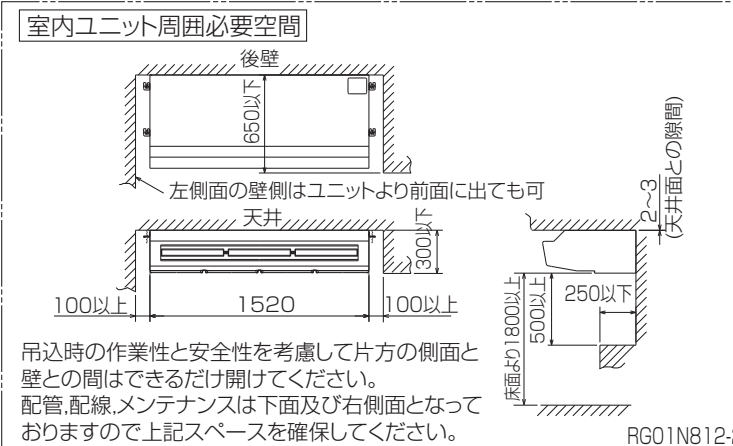 室内ユニット周囲必要空間
後壁
650以下
左側面の壁側はユニットより前面に出ても可
天井
300以下
2～3
(天井面との隙間)
100以上
1520
100以上
床面より1800以上
500以上
250以下
吊込時の作業性と安全性を考慮して片方の側面と
壁との間はできるだけ開けてください。
配管,配線,メンテナンスは下面及び右側面となって
おりますので上記スペースを確保してください。
RG01N812-